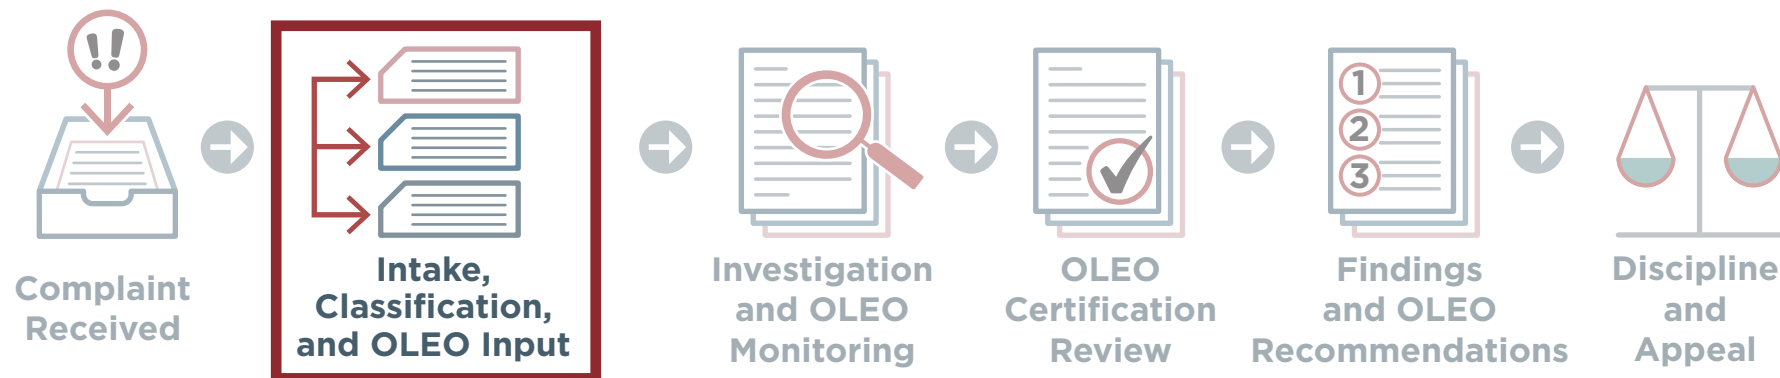 !!
Complaint
Received
Intake,
Classification,
and OLEO Input
Investigation
and OLEO
Monitoring
OLEO
Certification
Review
1
2
3
Findings
and OLEO
Recommendations
Discipline
and
Appeal